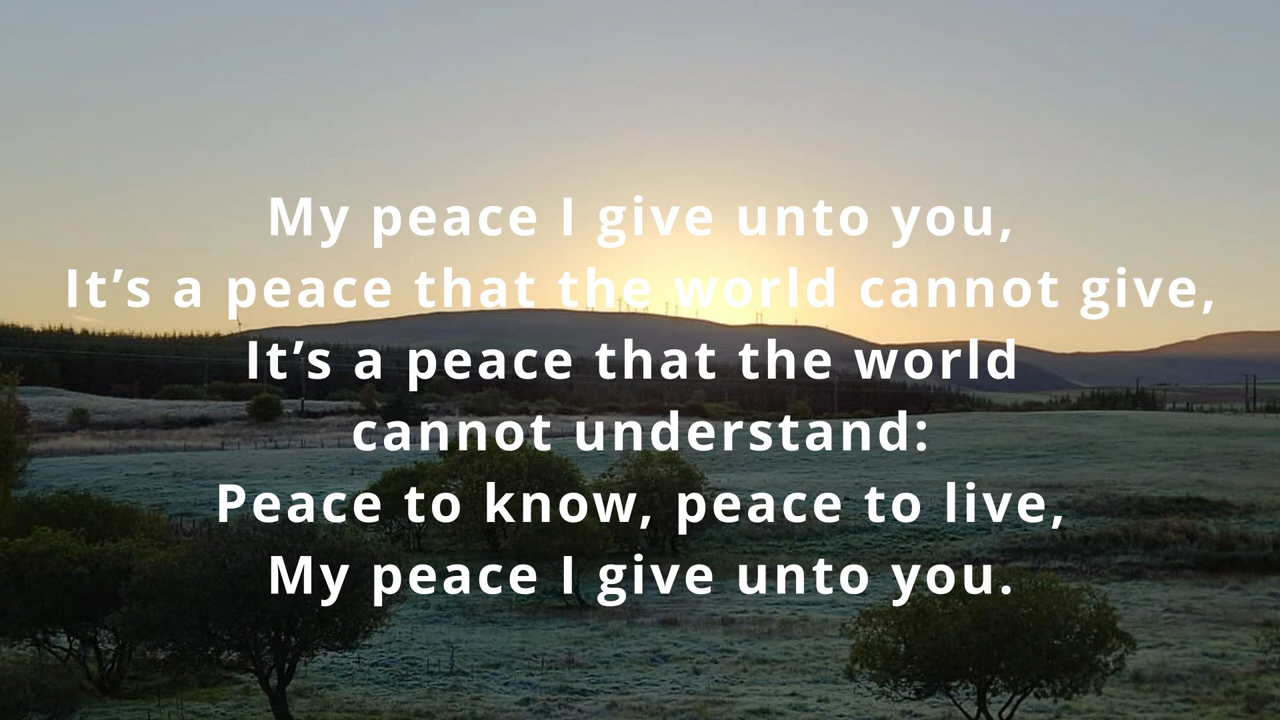 My peace I give unto you,
It’s a peace that the world cannot give,
It’s a peace that the world
cannot understand:
Peace to know, peace to live,
My peace I give unto you.